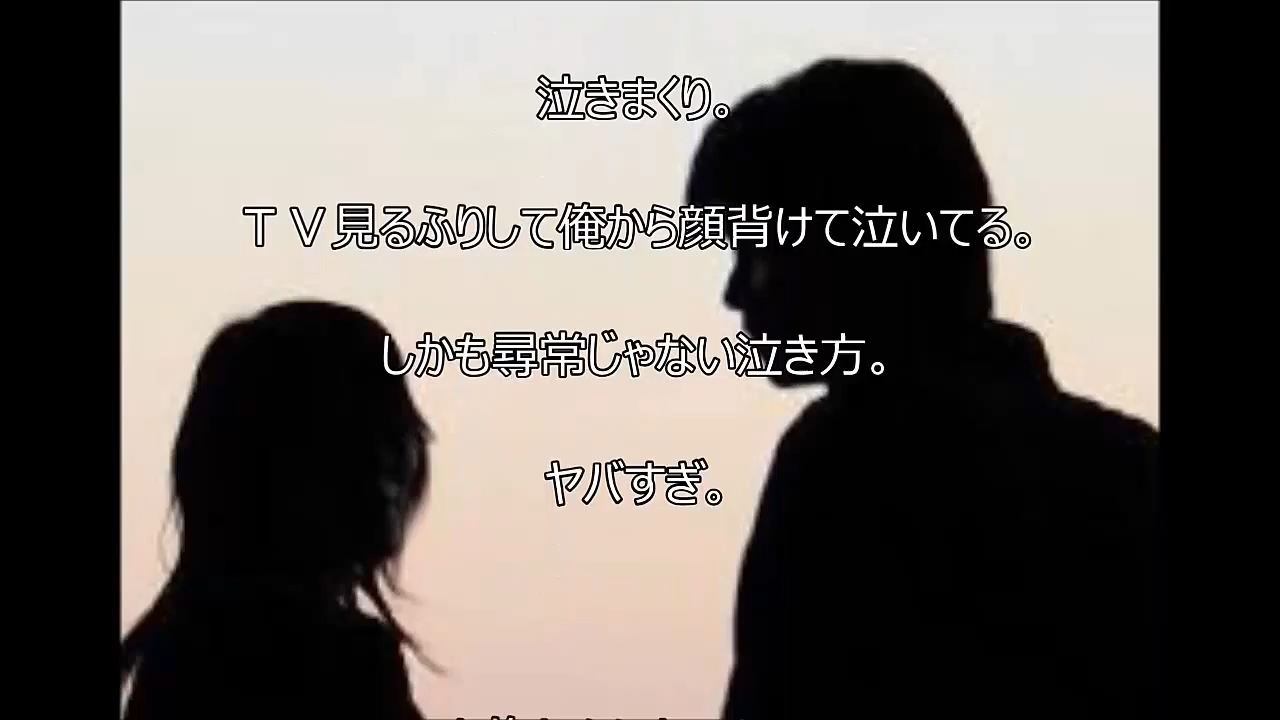 泣きまくり。
ＴＶ見るふりして俺から顔背けて泣いてる。
しかも尋常じゃない泣き方。
ヤバすぎ。